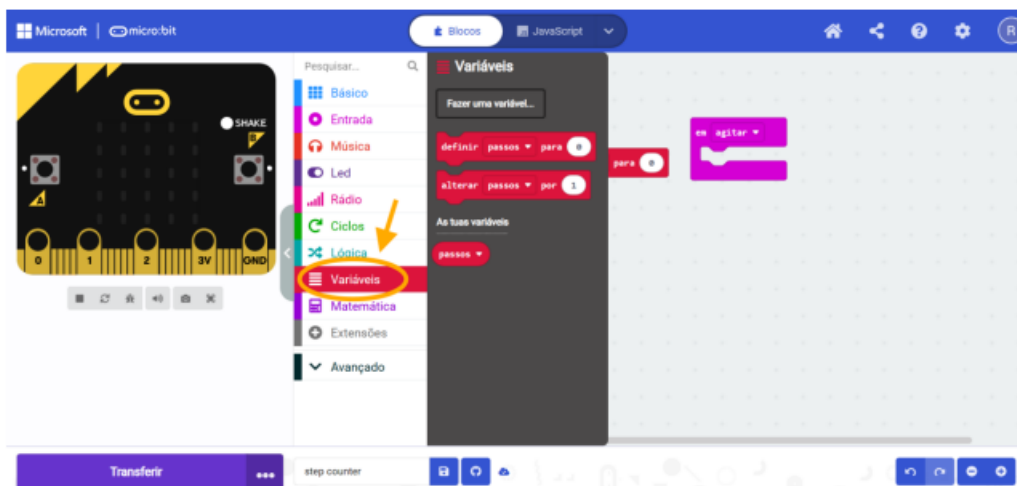 Microsoft | micro:bit
Blocos
JavaScript
R
SHAKE
B
A
0 1 2 3V GND
Pesquisar...
Básico
Entrada
Música
Led
Rádio
Ciclos
Lógica
Variáveis
Matemática
Extensões
Avançado
Variáveis
Fazer uma variável...
definir passos para 0
alterar passos por 1
As tuas variáveis
passos
para 0
em agitar
Transferir
step counter